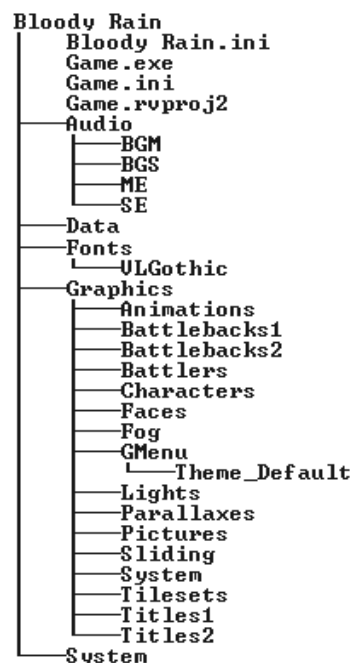 Bloody Rain
Bloody Rain.ini
Game.exe
Game.ini
Game.rvproj2
Audio
BGM
BGS
ME
SE
Data
Fonts
VLGothic
Graphics
Animations
Battlebacks1
Battlebacks2
Battlers
Characters
Faces
Fog
GMenu
Theme_Default
Lights
Parallaxes
Pictures
Sliding
System
Tilesets
Titles1
Titles2
System